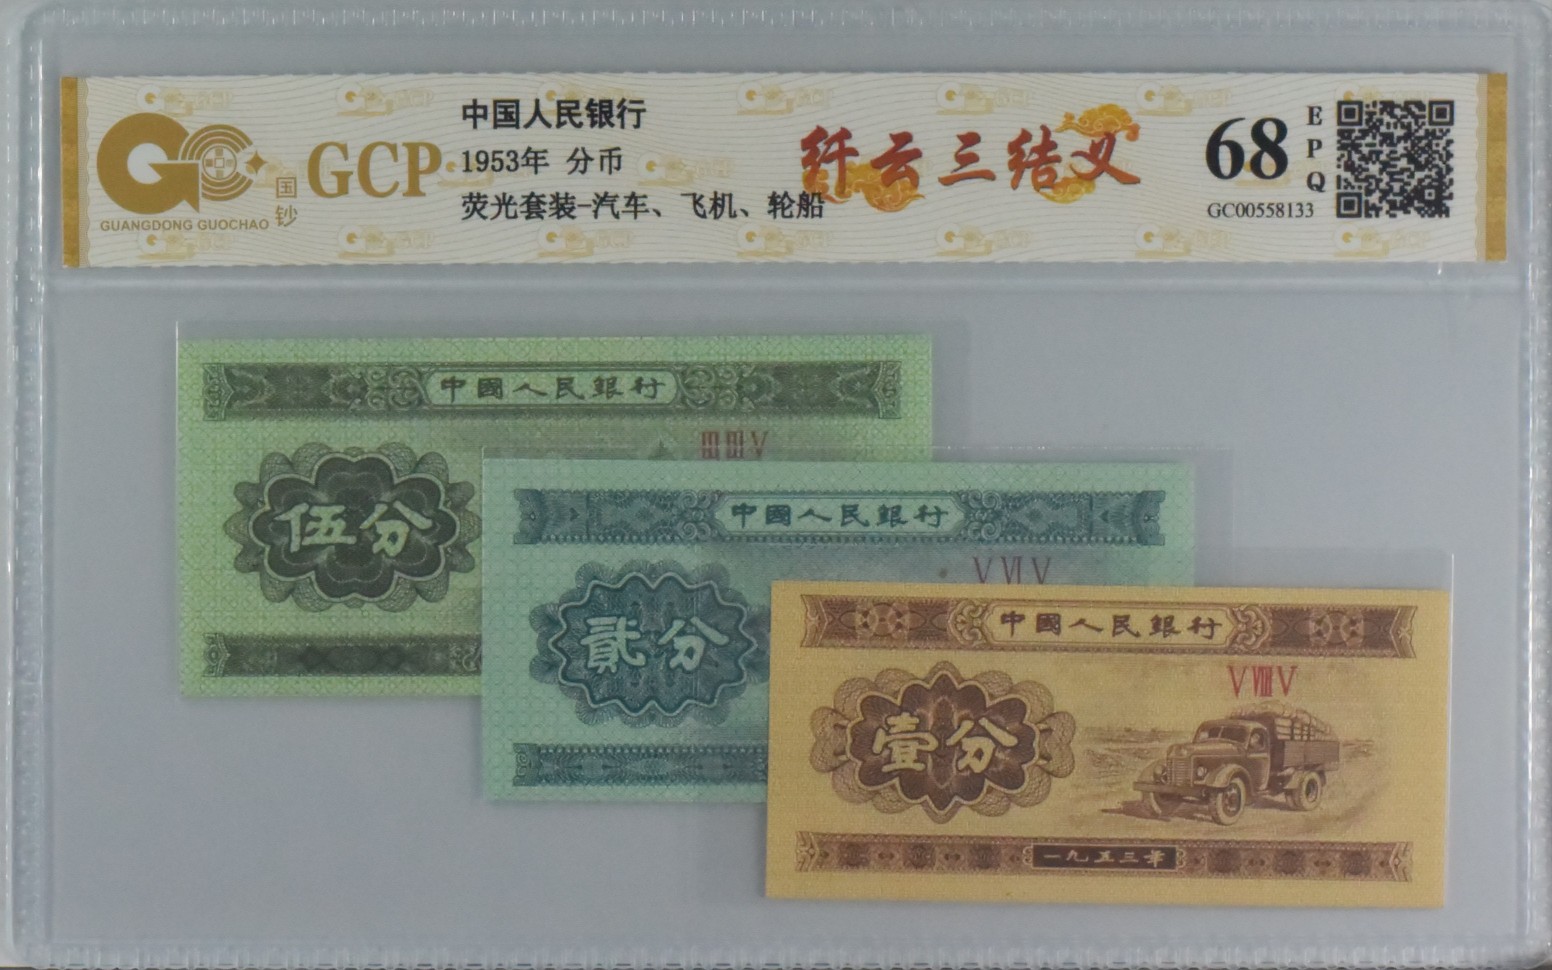 GUANGDONG GUOCHAO
国钞
GCP
中国人民银行
1953年 分币
荧光套装-汽车、飞机、轮船
纤云三结义
68
EPQ
GC00558133
中國人民銀行
ⅢⅢⅤ
伍分
中國人民銀行
ⅤⅥⅤ
貳分
中國人民銀行
ⅤⅧⅤ
壹分
一九五三年